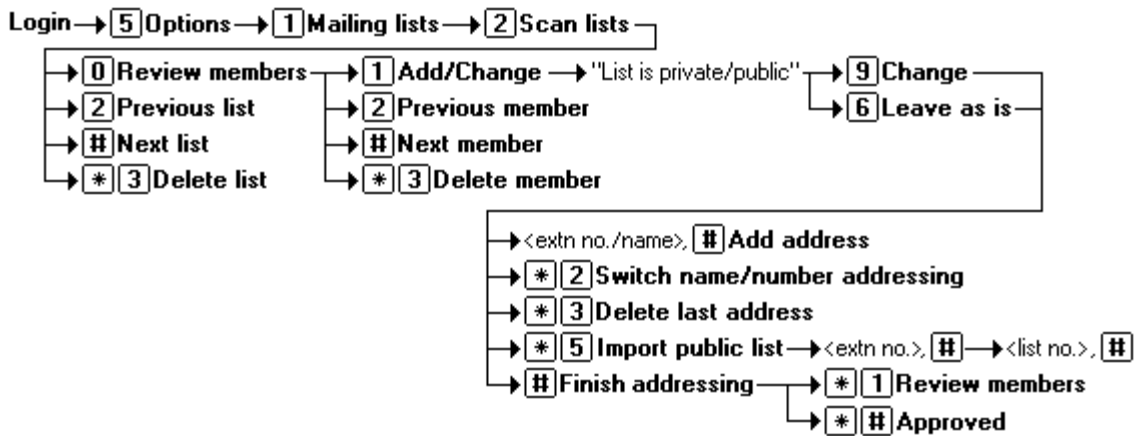 Login 5 Options 1 Mailing lists 2 Scan lists
0 Review members 1 Add/Change "List is private/public" 9 Change
2 Previous list 2 Previous member 6 Leave as is
# Next list # Next member
* 3 Delete list * 3 Delete member
<extn no./name>, # Add address
* 2 Switch name/number addressing
* 3 Delete last address
* 5 Import public list <extn no.>, # <list no.>, #
# Finish addressing * 1 Review members
* # Approved